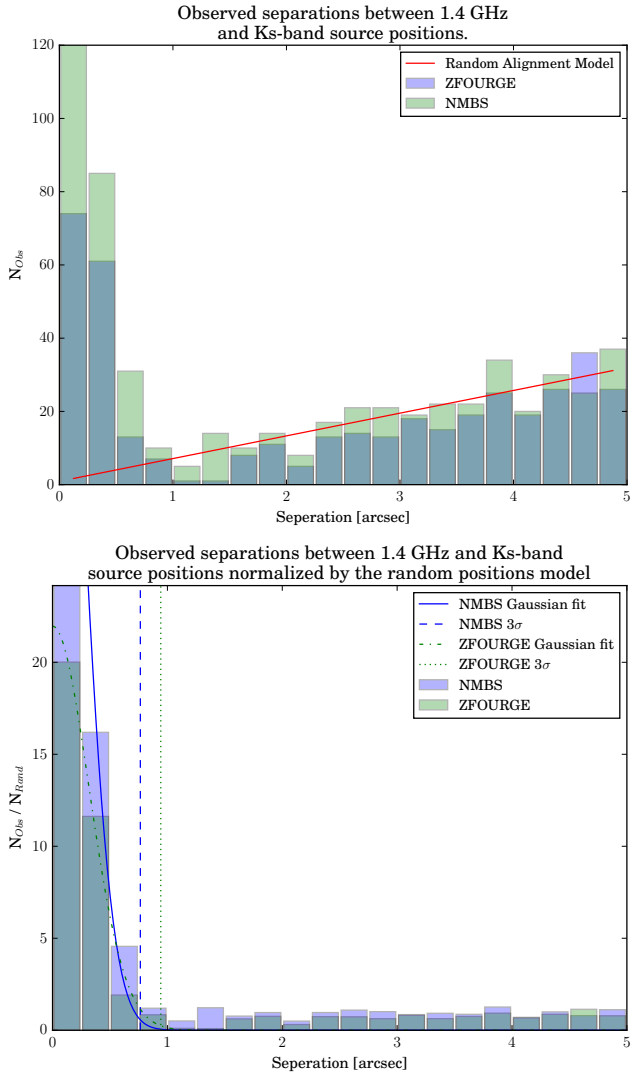 Observed separations between 1.4 GHz
and Ks-band source positions.
120
100
80
60
40
20
0
N_Obs
Random Alignment Model
ZFOURGE
NMBS
0 1 2 3 4 5
Seperation [arcsec]
Observed separations between 1.4 GHz and Ks-band
source positions normalized by the random positions model
20
15
10
5
0
N_Obs / N_Rand
NMBS Gaussian fit
NMBS 3σ
ZFOURGE Gaussian fit
ZFOURGE 3σ
NMBS
ZFOURGE
0 1 2 3 4 5
Seperation [arcsec]